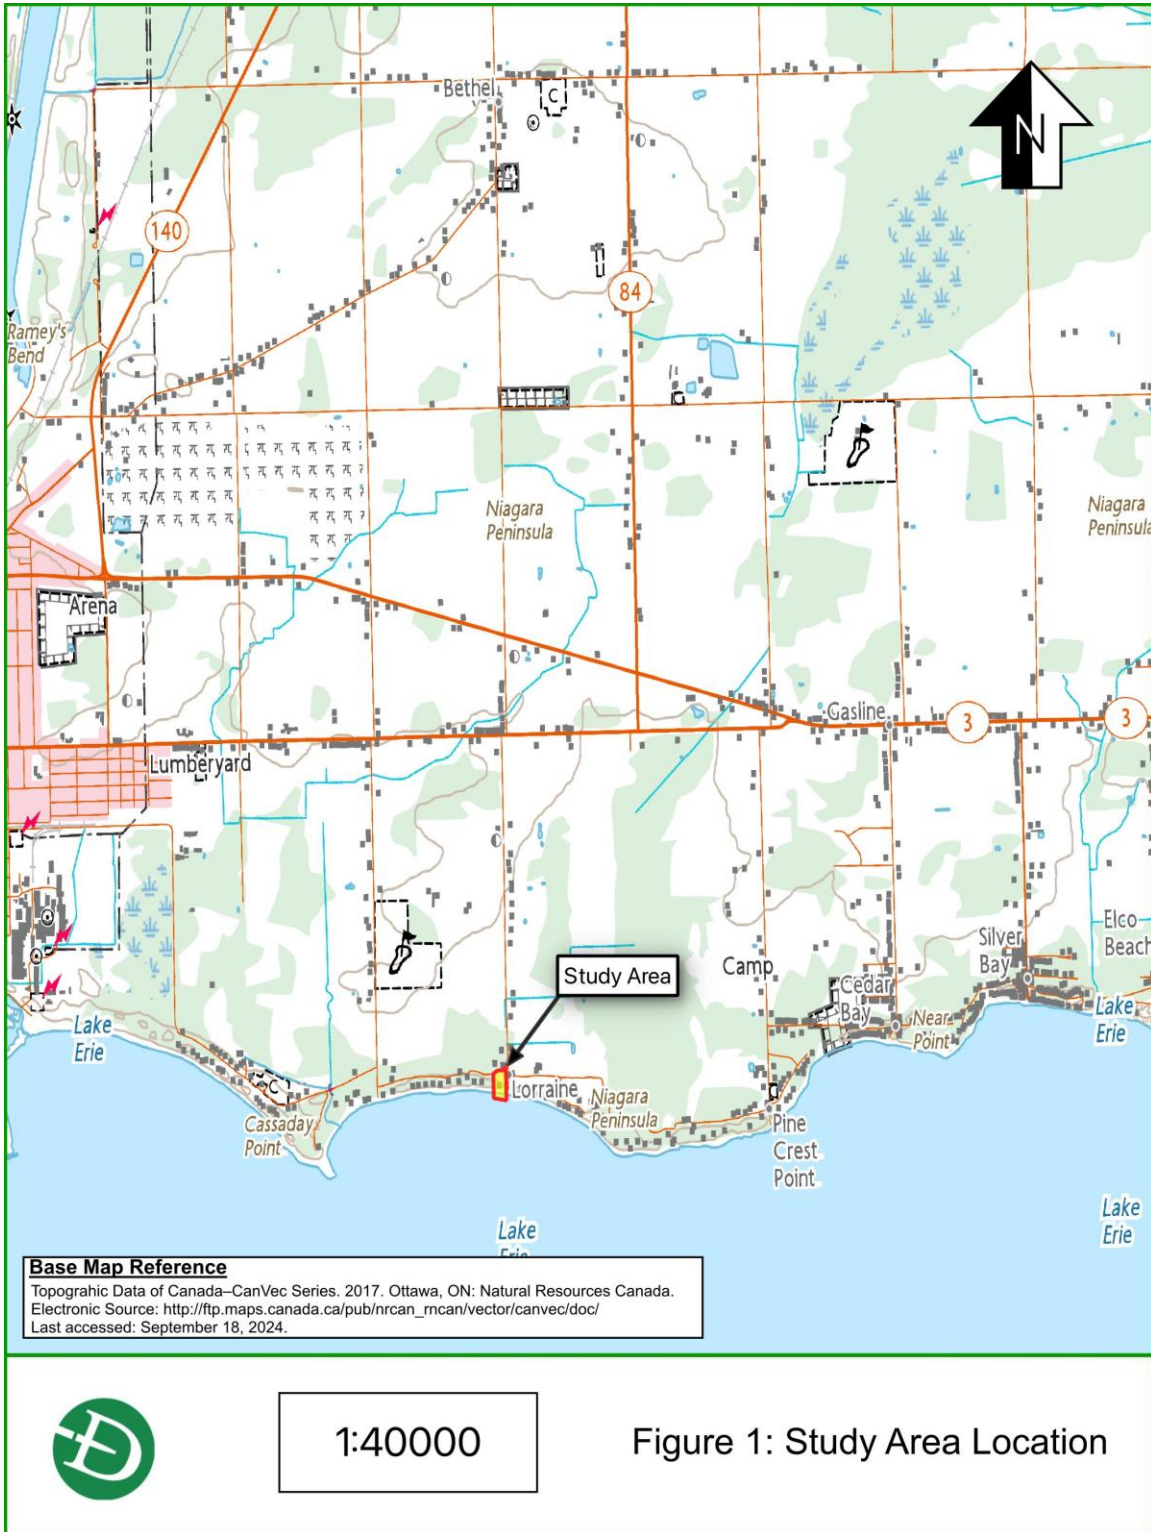 Bethel
C
N
140
84
Ramey's
Bend
Niagara
Peninsula
Niagara
Peninsula
Arena
Gasline
3
3
Lumberyard
Elco
Beach
Silver
Bay
Camp
Cedar
Bay
Study Area
Near
Point
Lake
Erie
Lake
Erie
C
Lorraine
Niagara
Peninsula
Cassaday
Point
Pine
Crest
Point
Lake
Erie
Lake
Erie
Base Map Reference
Topograhic Data of Canada–CanVec Series. 2017. Ottawa, ON: Natural Resources Canada.
Electronic Source: http://ftp.maps.canada.ca/pub/nrcan_rncan/vector/canvec/doc/
Last accessed: September 18, 2024.
D
1:40000
Figure 1: Study Area Location